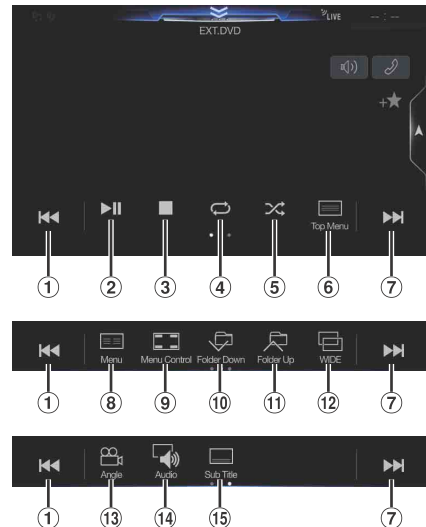 LIVE -- : --
EXT.DVD
+★
Top Menu
① ② ③ ④ ⑤ ⑥ ⑦
Menu Menu Control Folder Down Folder Up WIDE
① ⑧ ⑨ ⑩ ⑪ ⑫ ⑦
Angle Audio Sub Title
① ⑬ ⑭ ⑮ ⑦